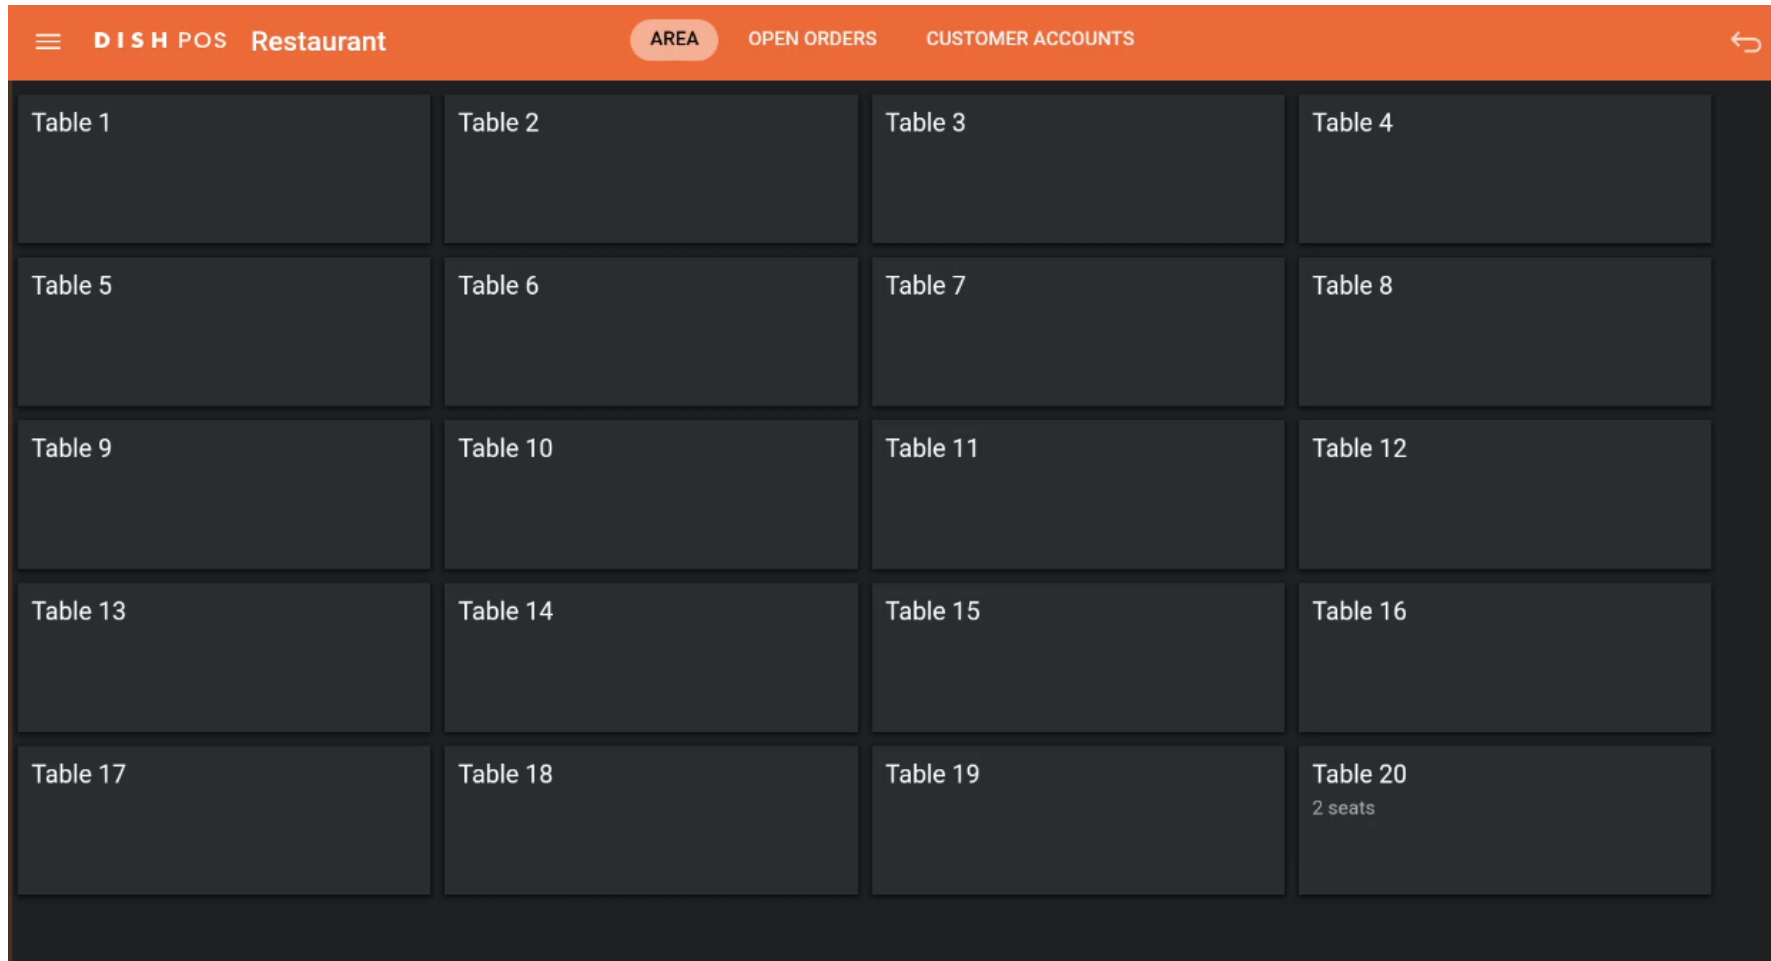 DISH POS Restaurant AREA OPEN ORDERS CUSTOMER ACCOUNTS
Table 1 Table 2 Table 3 Table 4
Table 5 Table 6 Table 7 Table 8
Table 9 Table 10 Table 11 Table 12
Table 13 Table 14 Table 15 Table 16
Table 17 Table 18 Table 19 Table 20
2 seats